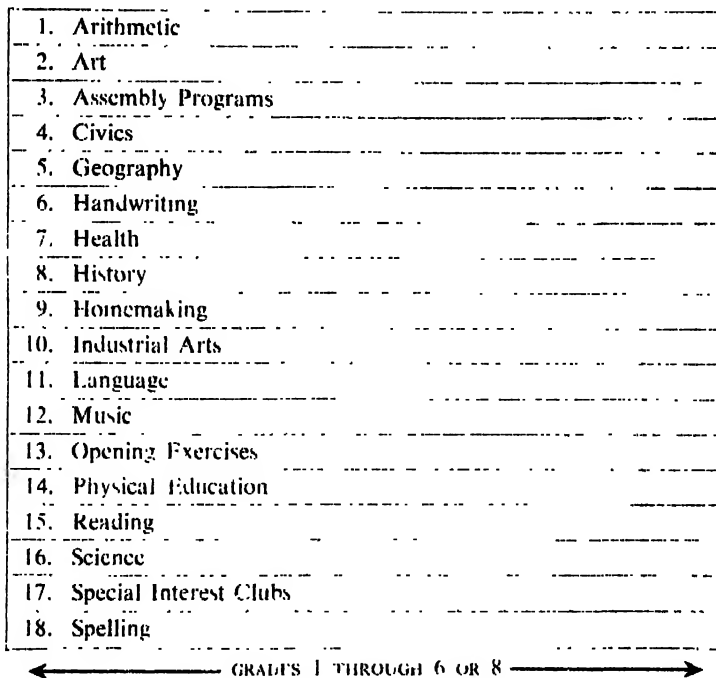 1. Arithmetic
2. Art
3. Assembly Programs
4. Civics
5. Geography
6. Handwriting
7. Health
8. History
9. Homemaking
10. Industrial Arts
11. Language
12. Music
13. Opening Exercises
14. Physical Education
15. Reading
16. Science
17. Special Interest Clubs
18. Spelling
GRADES 1 THROUGH 6 OR 8